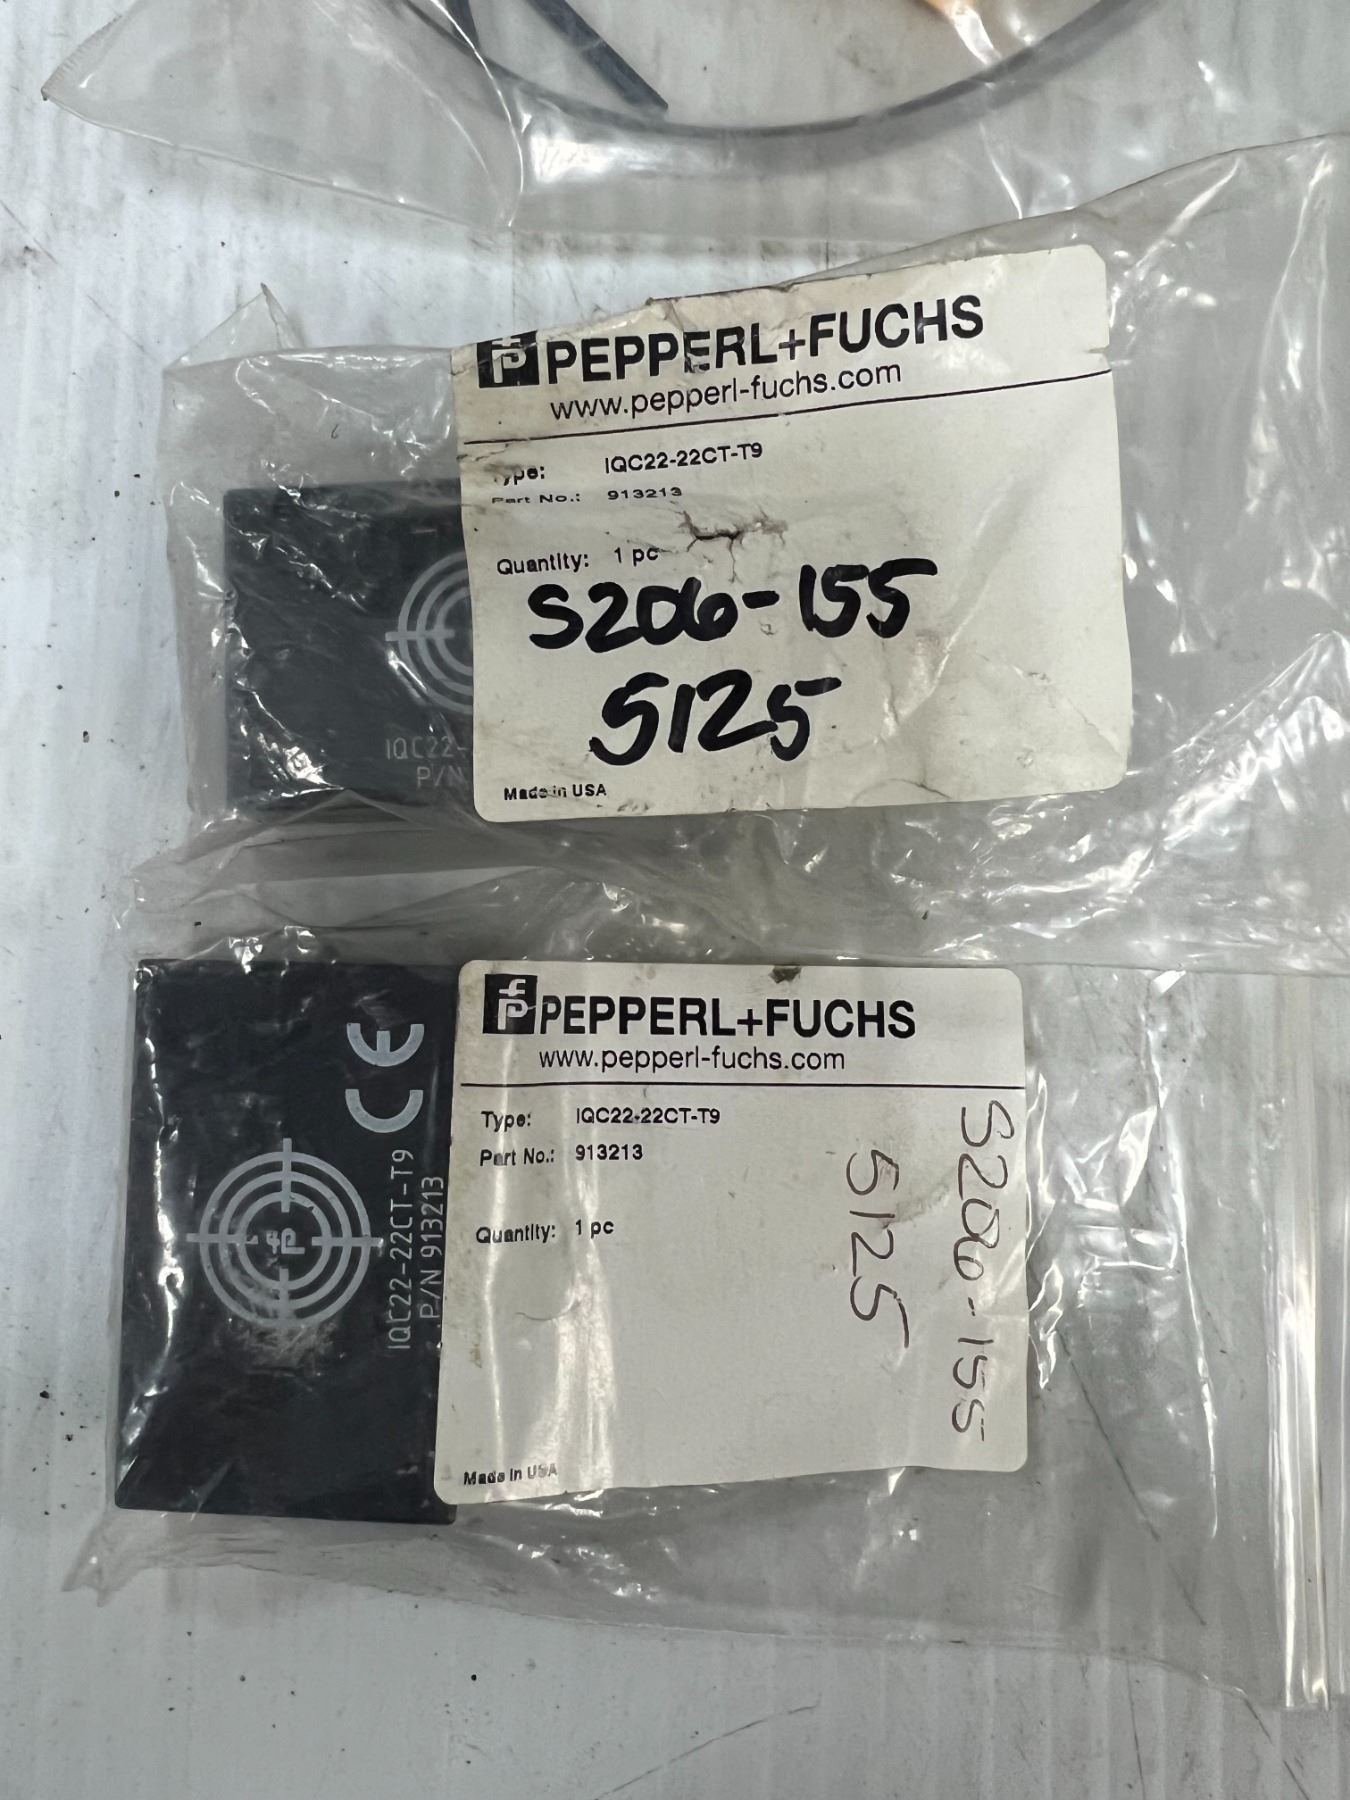 PEPPERL+FUCHS
www.pepperl-fuchs.com
Type: IQC22-22CT-T9
Part No.: 913213
Quantity: 1 pc
S206-155
S125
Made in USA
IQC22-
P/N
PEPPERL+FUCHS
www.pepperl-fuchs.com
Type: IQC22-22CT-T9
Part No.: 913213
Quantity: 1 pc
S206-155
S125
Made in USA
CE
IQC22-22CT-T9
P/N 913213